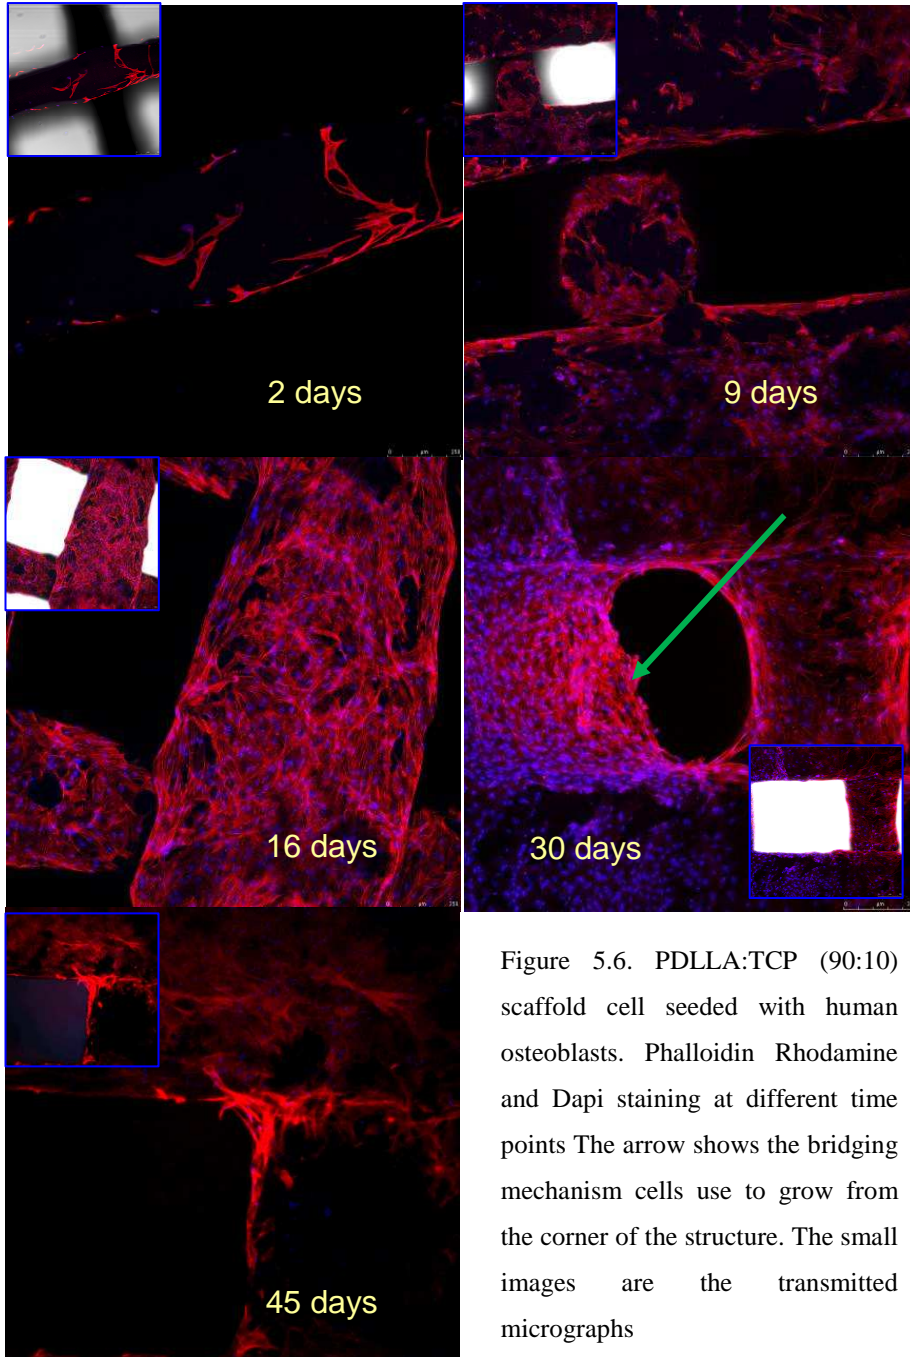 2 days
9 days
16 days
30 days
45 days
Figure 5.6. PDLLA:TCP (90:10)
scaffold cell seeded with human
osteoblasts. Phalloidin Rhodamine
and Dapi staining at different time
points The arrow shows the bridging
mechanism cells use to grow from
the corner of the structure. The small
images are the transmitted
micrographs